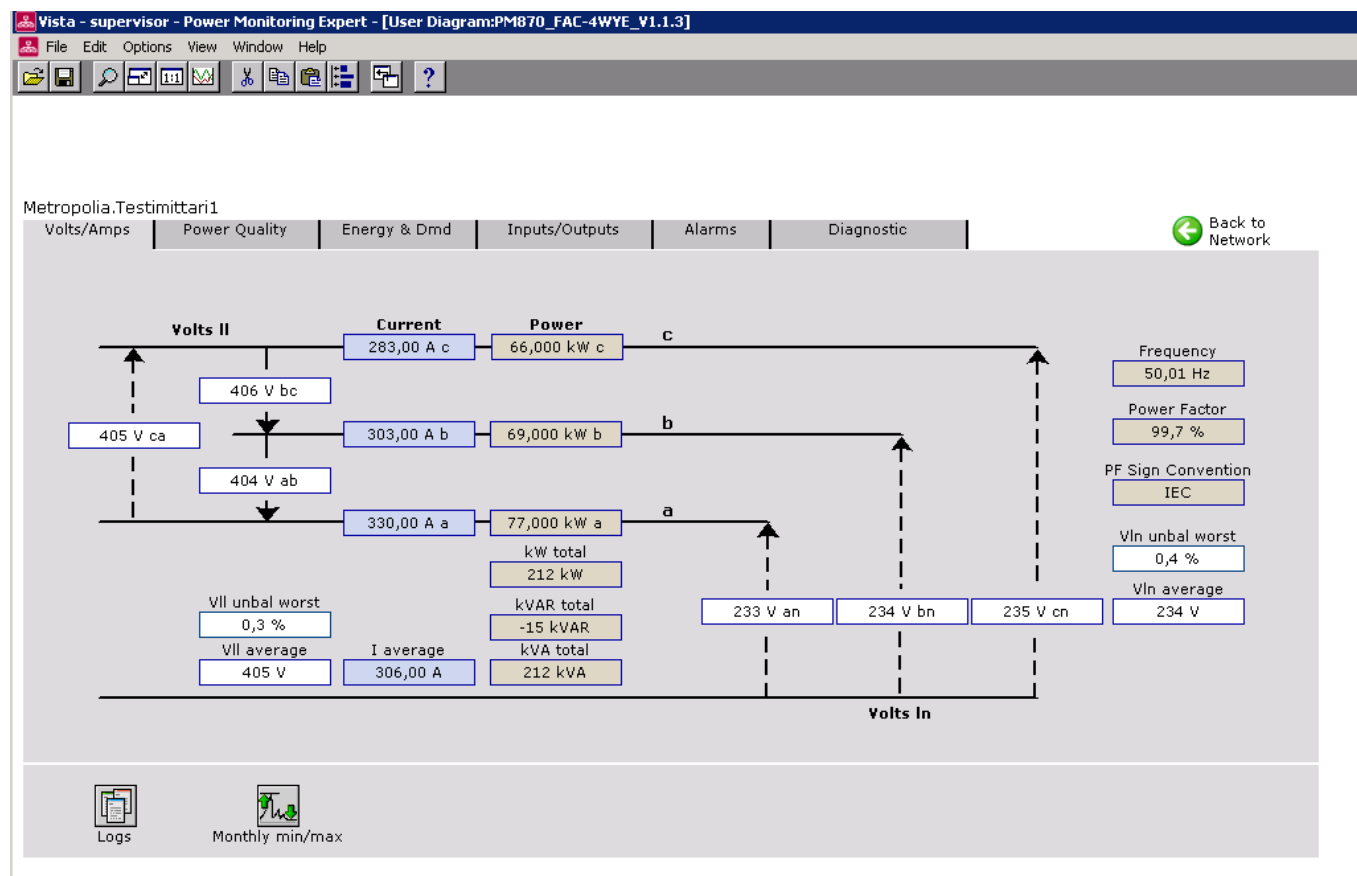 Vista - supervisor - Power Monitoring Expert - [User Diagram:PM870_FAC-4WYE_V1.1.3]
File Edit Options View Window Help
1:1 ?
Metropolia.Testimittari1
Volts/Amps Power Quality Energy & Dmd Inputs/Outputs Alarms Diagnostic
Back to
Network
Volts ll Current Power
283,00 A c 66,000 kW c c
Frequency
50,01 Hz
406 V bc
Power Factor
99,7 %
405 V ca 303,00 A b 69,000 kW b b
404 V ab
PF Sign Convention
IEC
330,00 A a 77,000 kW a a
Vln unbal worst
0,4 %
kW total
212 kW
Vln average
234 V
Vll unbal worst
0,3 %
kVAR total
-15 kVAR
233 V an 234 V bn 235 V cn
Vll average I average kVA total
405 V 306,00 A 212 kVA
Volts ln
Logs Monthly min/max